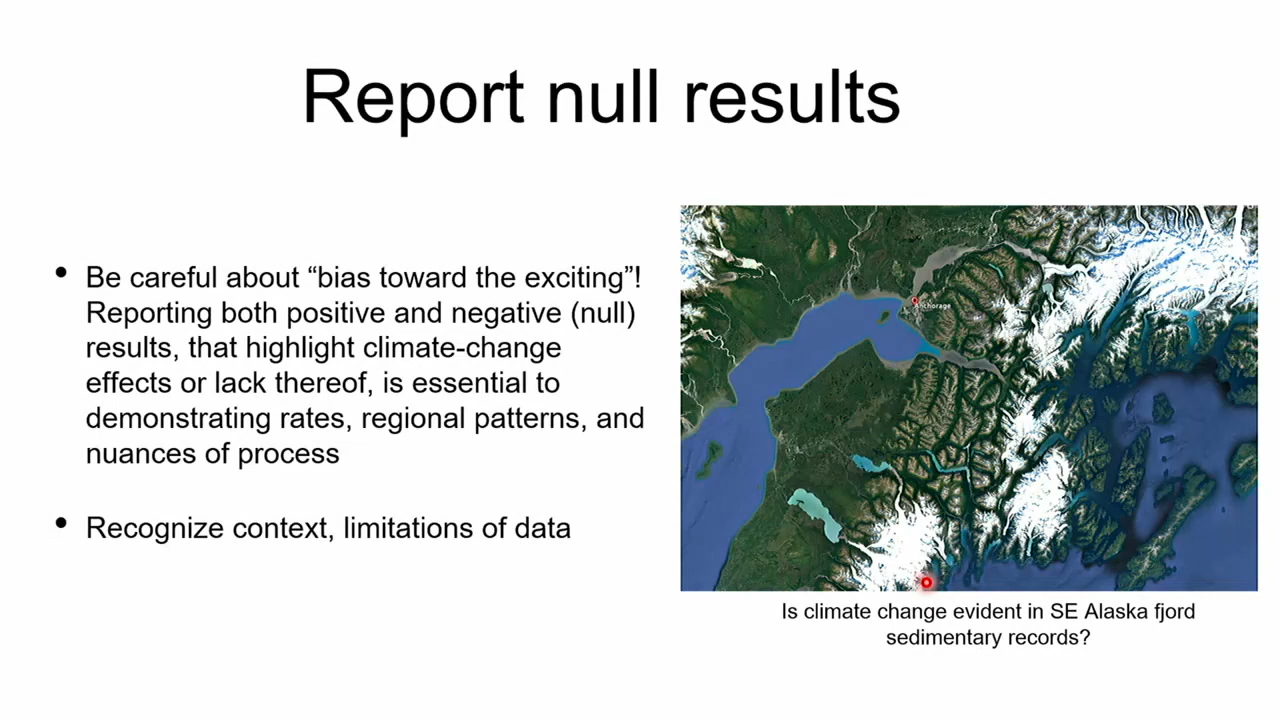 Report null results
• Be careful about “bias toward the exciting”!
Reporting both positive and negative (null)
results, that highlight climate-change
effects or lack thereof, is essential to
demonstrating rates, regional patterns, and
nuances of process
• Recognize context, limitations of data
Anchorage
Is climate change evident in SE Alaska fjord
sedimentary records?